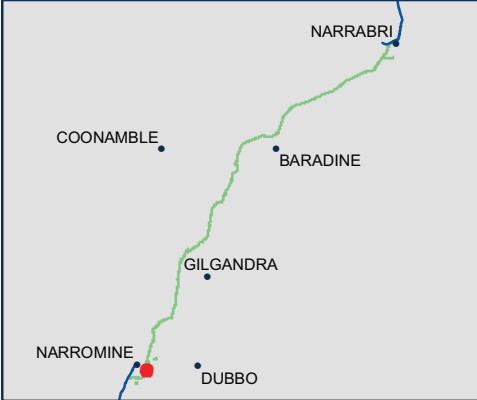 NARRABRI
COONAMBLE
BARADINE
GILGANDRA
NARROMINE
DUBBO